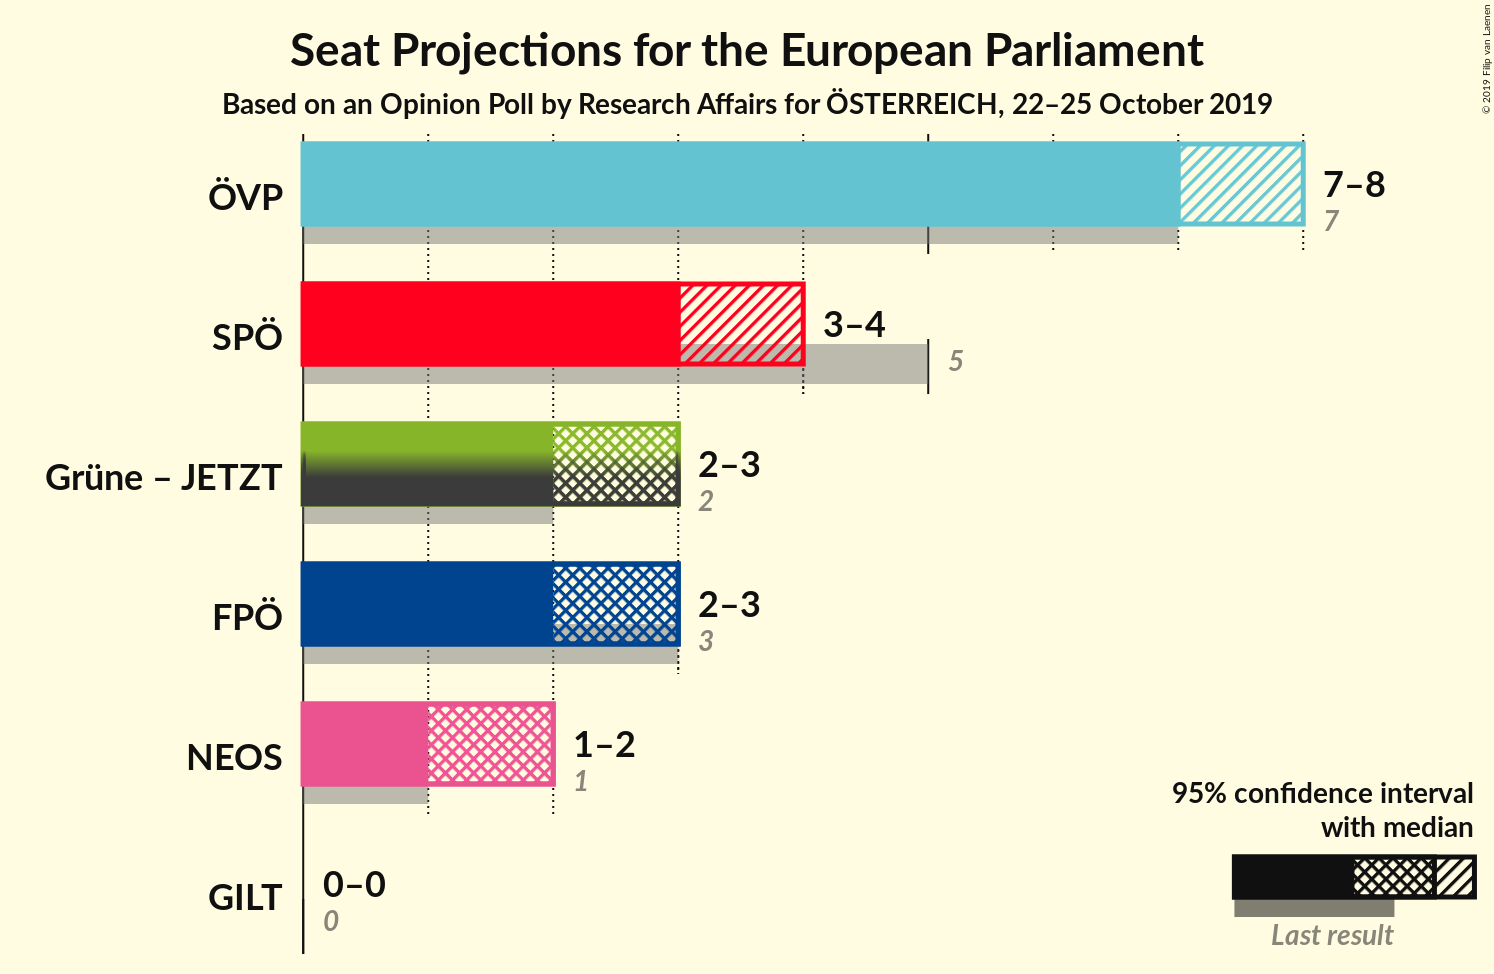 Seat Projections for the European Parliament
Based on an Opinion Poll by Research Affairs for ÖSTERREICH, 22–25 October 2019
© 2019 Filip van Laenen
ÖVP
7–8
7
SPÖ
3–4
5
Grüne – JETZT
2–3
2
FPÖ
2–3
3
NEOS
1–2
1
GILT
0–0
0
95% confidence interval
with median
Last result